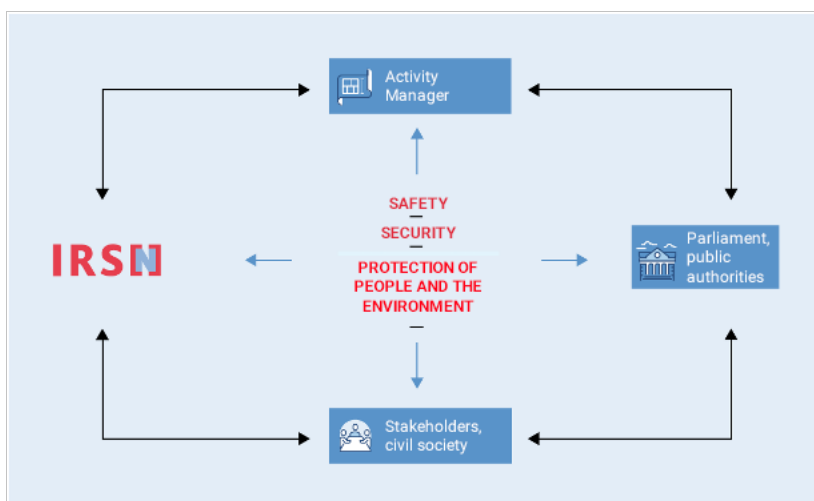 Activity
Manager
SAFETY
SECURITY
PROTECTION OF
PEOPLE AND THE
ENVIRONMENT
IRSN
Parliament,
public
authorities
Stakeholders,
civil society